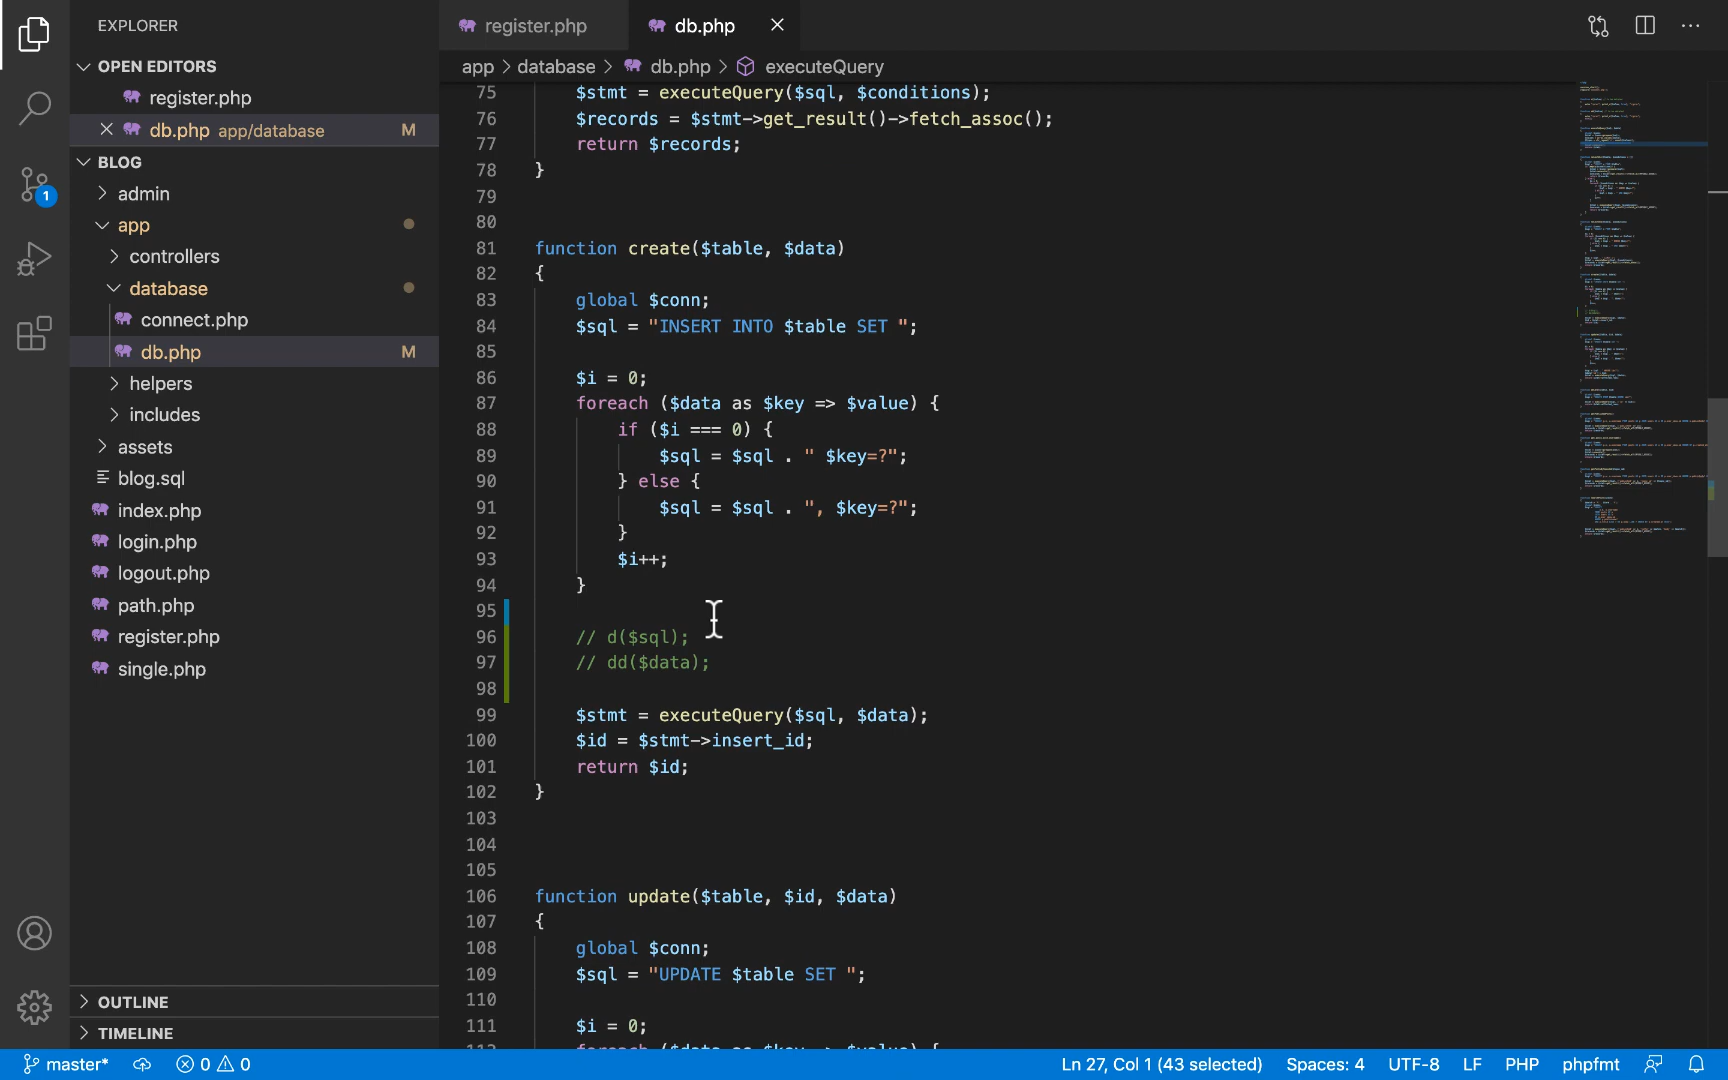 EXPLORER
OPEN EDITORS
register.php
db.php app/database M
BLOG
admin
app
controllers
database
connect.php
db.php M
helpers
includes
assets
blog.sql
index.php
login.php
logout.php
path.php
register.php
single.php
OUTLINE
TIMELINE
1
register.php db.php
app > database > db.php > executeQuery
75 $stmt = executeQuery($sql, $conditions);
76 $records = $stmt->get_result()->fetch_assoc();
77 return $records;
78 }
79
80
81 function create($table, $data)
82 {
83 global $conn;
84 $sql = "INSERT INTO $table SET ";
85
86 $i = 0;
87 foreach ($data as $key => $value) {
88 if ($i === 0) {
89 $sql = $sql . " $key=?";
90 } else {
91 $sql = $sql . ", $key=?";
92 }
93 $i++;
94 }
95
96 // d($sql);
97 // dd($data);
98
99 $stmt = executeQuery($sql, $data);
100 $id = $stmt->insert_id;
101 return $id;
102 }
103
104
105
106 function update($table, $id, $data)
107 {
108 global $conn;
109 $sql = "UPDATE $table SET ";
110
111 $i = 0;
master* 0 0 Ln 27, Col 1 (43 selected) Spaces: 4 UTF-8 LF PHP phpfmt